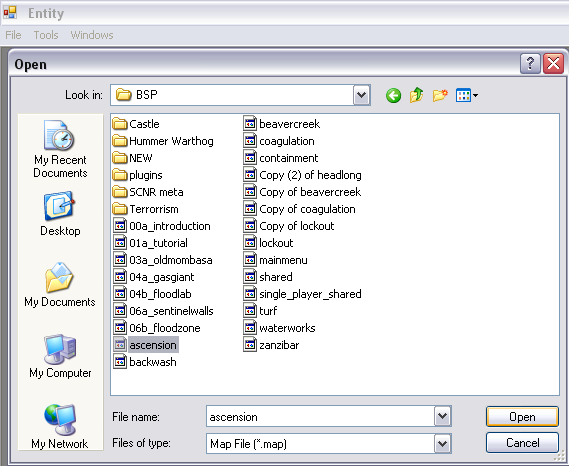 Entity
File Tools Windows
Open
Look in: BSP
My Recent
Documents
Desktop
My Documents
My Computer
My Network
Castle
Hummer Warthog
NEW
plugins
SCNR meta
Terrorism
00a_introduction
01a_tutorial
03a_oldmombasa
04a_gasgiant
04b_floodlab
06a_sentinelwalls
06b_floodzone
ascension
backwash
beavercreek
coagulation
containment
Copy (2) of headlong
Copy of beavercreek
Copy of coagulation
Copy of lockout
lockout
mainmenu
shared
single_player_shared
turf
waterworks
zanzibar
File name: ascension Open
Files of type: Map File (*.map) Cancel